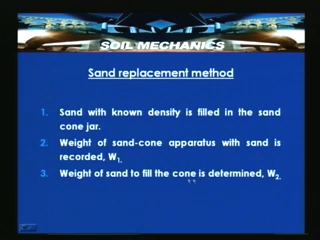 SOIL MECHANICS
Sand replacement method
1. Sand with known density is filled in the sand
cone jar.
2. Weight of sand-cone apparatus with sand is
recorded, W1.
3. Weight of sand to fill the cone is determined, W2.